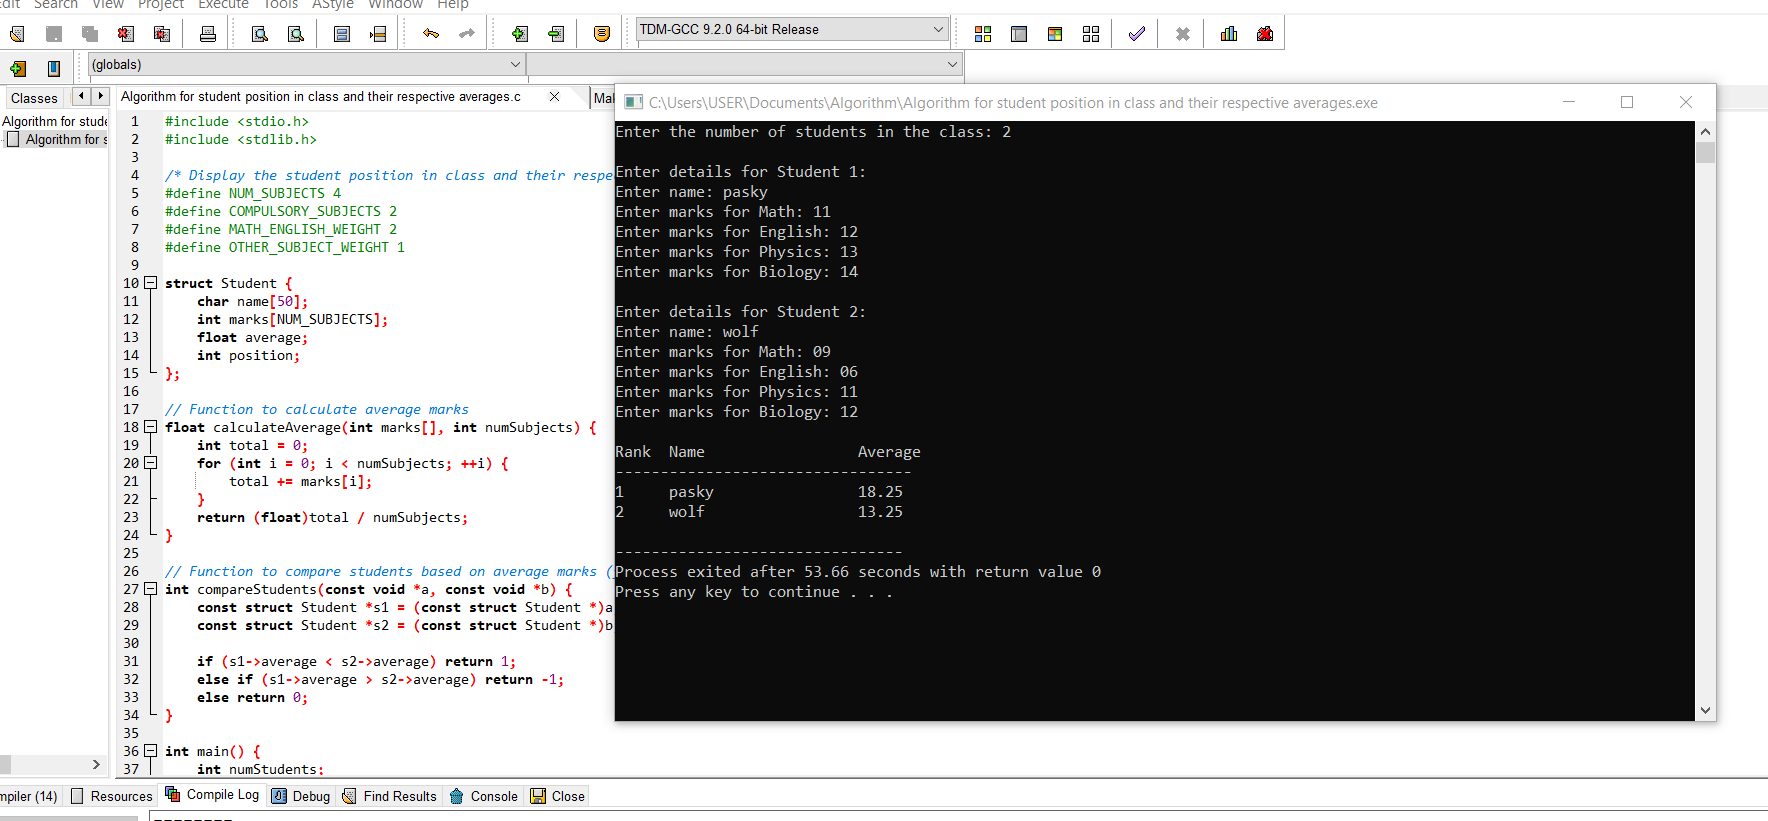 Search View Project Execute Tools AStyle Window Help
TDM-GCC 9.2.0 64-bit Release
(globals)
Classes
Algorithm for student position in class and their respective averages.c
Algorithm for
Algorithm for
1 #include <stdio.h>
2 #include <stdlib.h>
3
4 /* Display the student position in class and their
5 #define NUM_SUBJECTS 4
6 #define COMPULSORY_SUBJECTS 2
7 #define MATH_ENGLISH_WEIGHT 2
8 #define OTHER_SUBJECT_WEIGHT 1
9
10 struct Student {
11 char name[50];
12 int marks[NUM_SUBJECTS];
13 float average;
14 int position;
15 };
16
17 // Function to calculate average marks
18 float calculateAverage(int marks[], int numSubjects) {
19 int total = 0;
20 for (int i = 0; i < numSubjects; ++i) {
21 total += marks[i];
22 }
23 return (float)total / numSubjects;
24 }
25
26 // Function to compare students based on average marks (
27 int compareStudents(const void *a, const void *b) {
28 const struct Student *s1 = (const struct Student *)a
29 const struct Student *s2 = (const struct Student *)b
30
31 if (s1->average < s2->average) return 1;
32 else if (s1->average > s2->average) return -1;
33 else return 0;
34 }
35
36 int main() {
37 int numStudents;
C:\Users\USER\Documents\Algorithm\Algorithm for student position in class and their respective averages.exe
Enter the number of students in the class: 2
Enter details for Student 1:
Enter name: pasky
Enter marks for Math: 11
Enter marks for English: 12
Enter marks for Physics: 13
Enter marks for Biology: 14
Enter details for Student 2:
Enter name: wolf
Enter marks for Math: 09
Enter marks for English: 06
Enter marks for Physics: 11
Enter marks for Biology: 12
Rank Name Average
---------------------------------
1 pasky 18.25
2 wolf 13.25
--------------------------------
Process exited after 53.66 seconds with return value 0
Press any key to continue . . .
(14) Resources Compile Log Debug Find Results Console Close